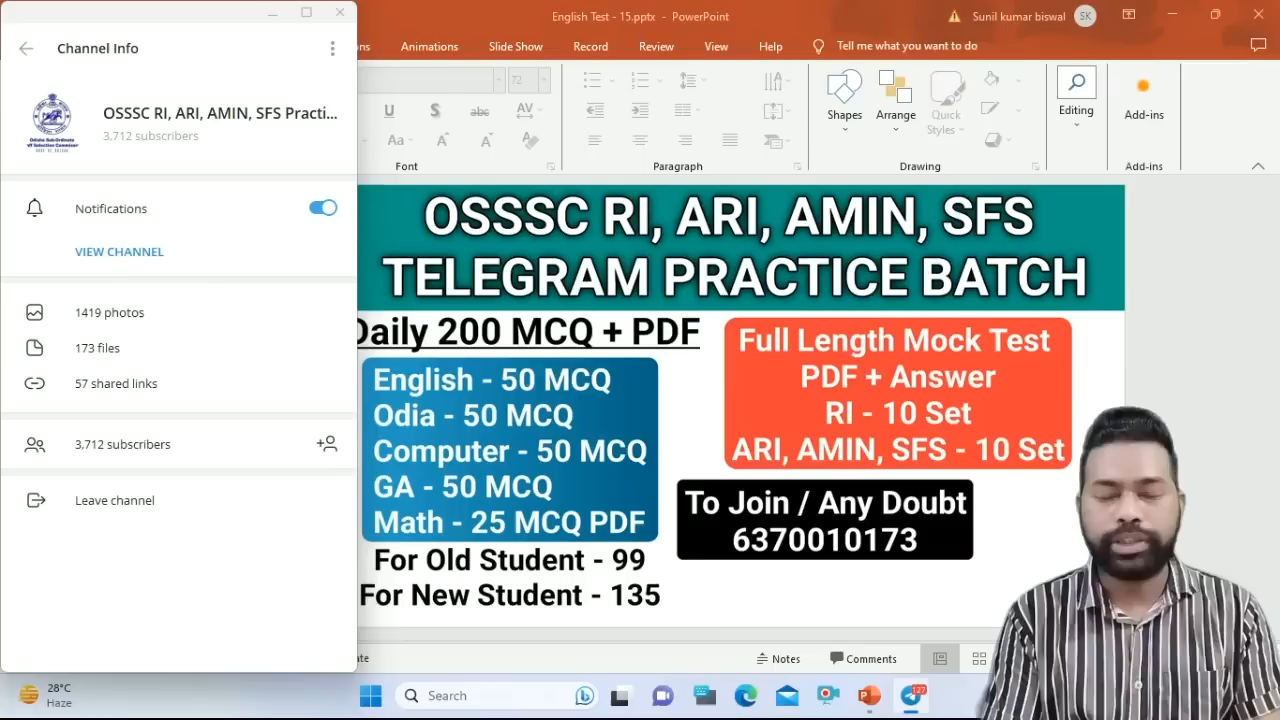 English Test - 15.pptx - PowerPoint
Sunil kumar biswal
SK
Channel Info
ons
Animations
Slide Show
Record
Review
View
Help
Tell me what you want to do
OSSSC RI, ARI, AMIN, SFS Practi...
3,712 subscribers
72
U
S
abc
AV
Aa
A
A
Font
Paragraph
Shapes
Arrange
Quick
Styles
Drawing
Editing
Add-ins
Add-ins
Notifications
VIEW CHANNEL
1419 photos
173 files
57 shared links
3,712 subscribers
Leave channel
OSSSC RI, ARI, AMIN, SFS
TELEGRAM PRACTICE BATCH
Daily 200 MCQ + PDF
English - 50 MCQ
Odia - 50 MCQ
Computer - 50 MCQ
GA - 50 MCQ
Math - 25 MCQ PDF
For Old Student - 99
For New Student - 135
Full Length Mock Test
PDF + Answer
RI - 10 Set
ARI, AMIN, SFS - 10 Set
To Join / Any Doubt
6370010173
Notes
Comments
28°C
Haze
Search
127